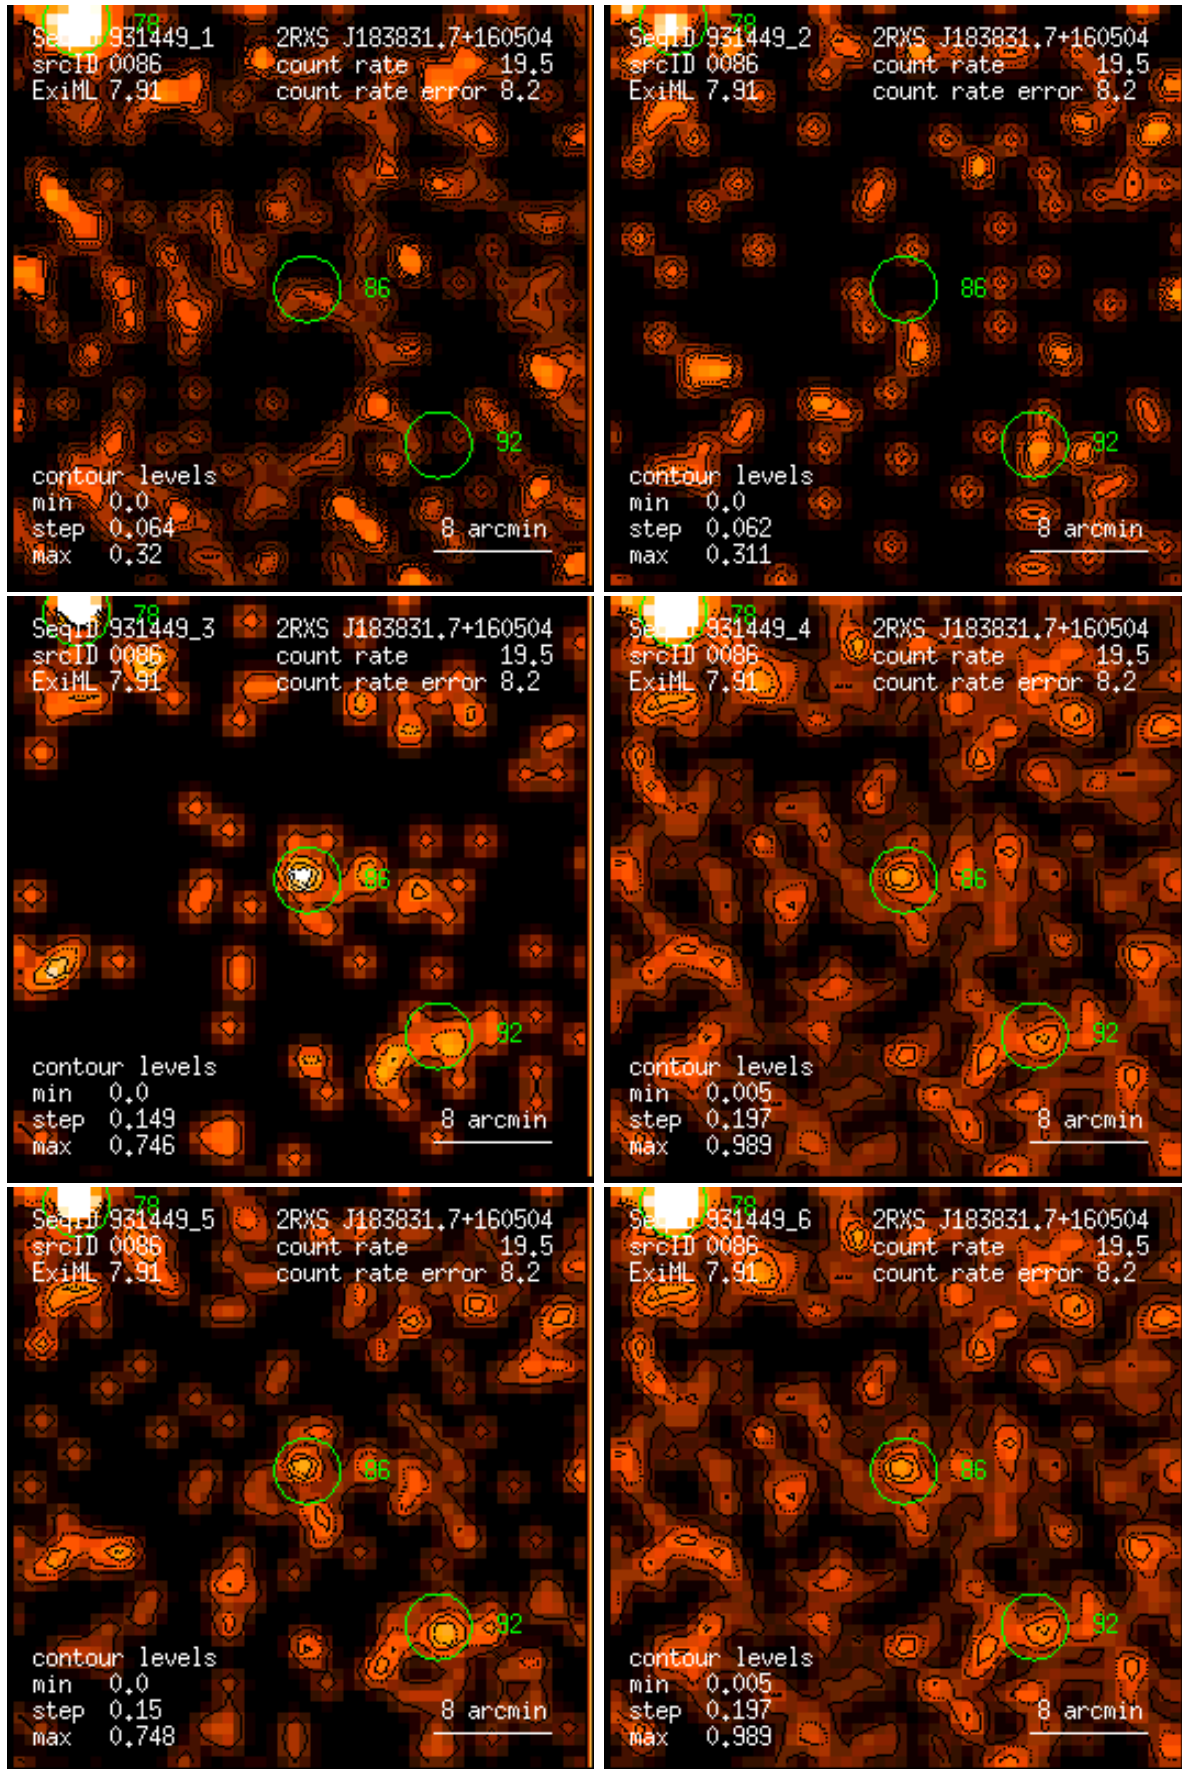 78
SeqID 931449_1 2RXS J183831.7+160504
srcID 0086 count rate 19.5
ExiML 7.91 count rate error 8.2
86
92
contour levels
min 0.0
step 0.064 8 arcmin
max 0.32
78
SeqID 931449_2 2RXS J183831.7+160504
srcID 0086 count rate 19.5
ExiML 7.91 count rate error 8.2
86
92
contour levels
min 0.0
step 0.062 8 arcmin
max 0.311
78
SeqID 931449_3 2RXS J183831.7+160504
srcID 0086 count rate 19.5
ExiML 7.91 count rate error 8.2
86
92
contour levels
min 0.0
step 0.149 8 arcmin
max 0.746
78
SeqID 931449_4 2RXS J183831.7+160504
srcID 0086 count rate 19.5
ExiML 7.91 count rate error 8.2
86
92
contour levels
min 0.005
step 0.197 8 arcmin
max 0.989
78
SeqID 931449_5 2RXS J183831.7+160504
srcID 0086 count rate 19.5
ExiML 7.91 count rate error 8.2
86
92
contour levels
min 0.0
step 0.15 8 arcmin
max 0.748
78
SeqID 931449_6 2RXS J183831.7+160504
srcID 0086 count rate 19.5
ExiML 7.91 count rate error 8.2
86
92
contour levels
min 0.005
step 0.197 8 arcmin
max 0.989